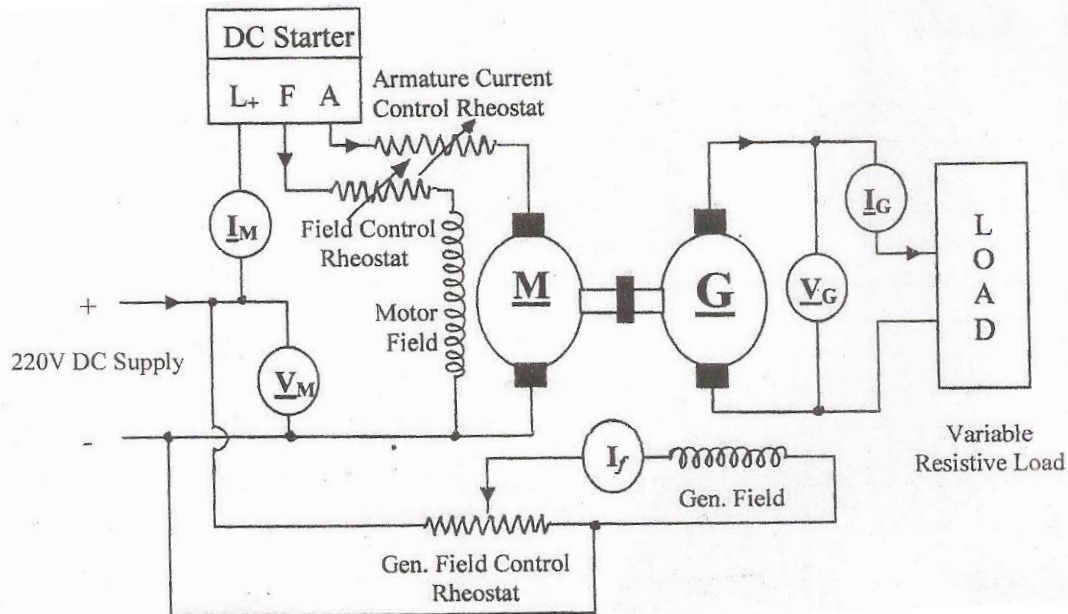 DC Starter
L+ F A
Armature Current
Control Rheostat
I_M
Field Control
Rheostat
+
220V DC Supply
-
V_M
Motor
Field
M
G
V_G
I_G
LOAD
Variable
Resistive Load
I_f
Gen. Field
Gen. Field Control
Rheostat